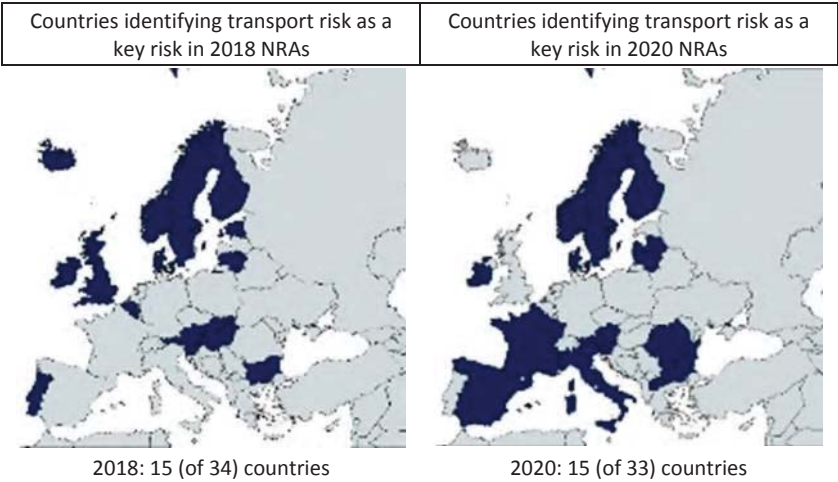 Countries identifying transport risk as a
key risk in 2018 NRAs
Countries identifying transport risk as a
key risk in 2020 NRAs
2018: 15 (of 34) countries
2020: 15 (of 33) countries